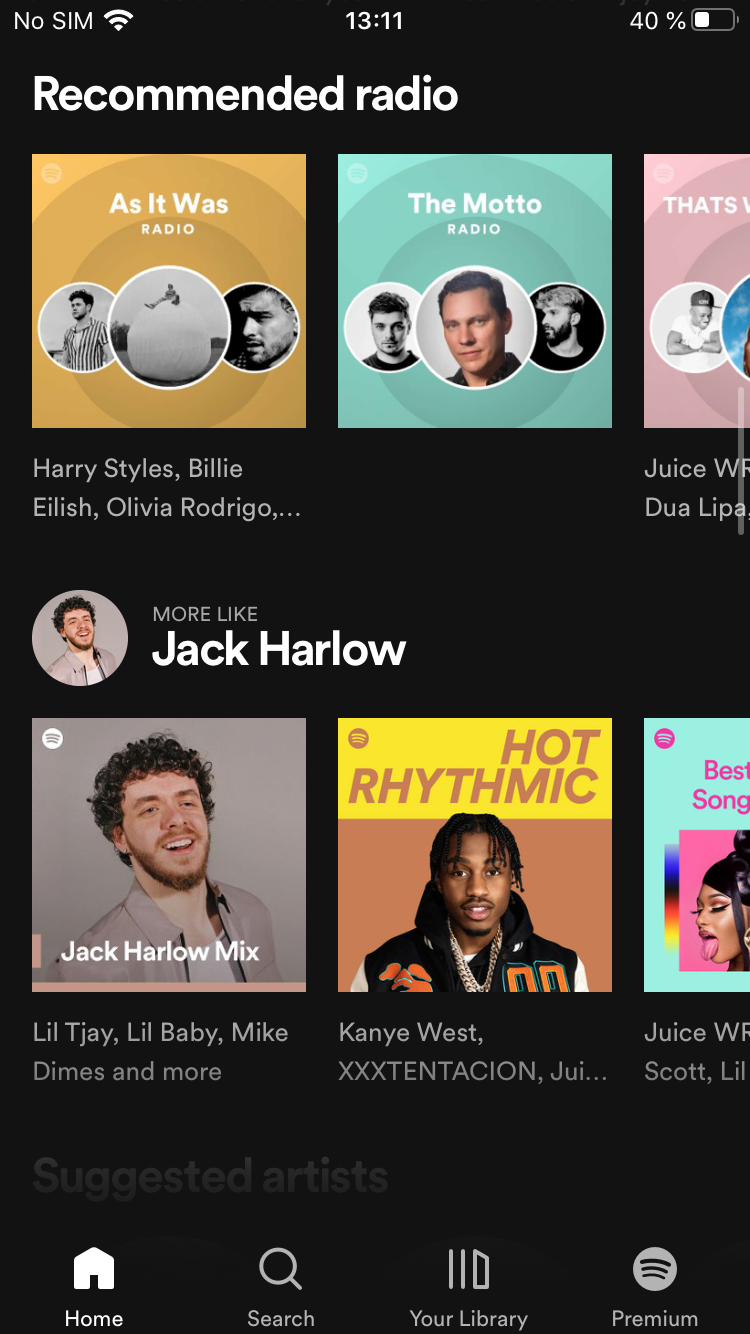 No SIM 13:11 40 %
Recommended radio
As It Was
RADIO
The Motto
RADIO
THATS
Harry Styles, Billie
Eilish, Olivia Rodrigo,...
Juice WR
Dua Lipa,
MORE LIKE
Jack Harlow
Jack Harlow Mix
HOT
RHYTHMIC
Best
Song
Lil Tjay, Lil Baby, Mike
Dimes and more
Kanye West,
XXXTENTACION, Jui...
Juice WR
Scott, Lil
Suggested artists
Home Search Your Library Premium